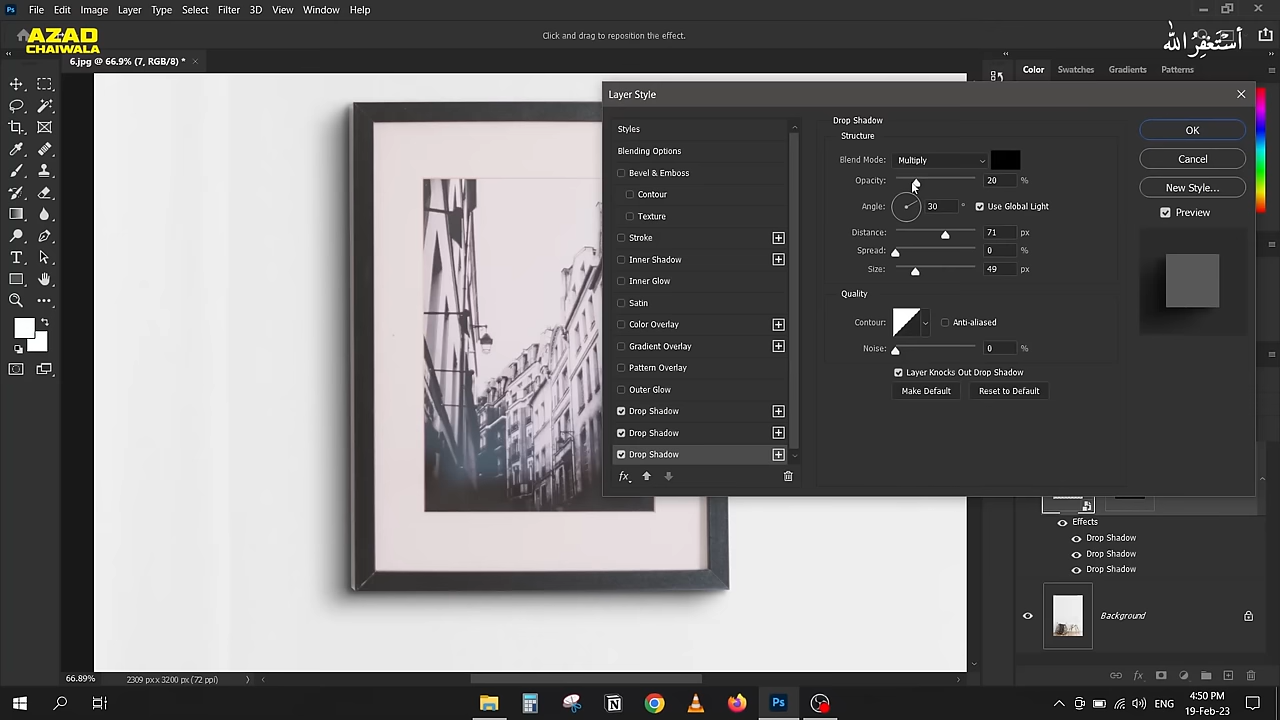 Ps File Edit Image Layer Type Select Filter 3D View Window Help
AZAD
CHAIWALA
Click and drag to reposition the effect.
أستغفر الله
6.jpg @ 66.9% (7, RGB/8) * ×
Color Swatches Gradients Patterns
Layer Style
Styles
Blending Options
Bevel & Emboss
Contour
Texture
Stroke
Inner Shadow
Inner Glow
Satin
Color Overlay
Gradient Overlay
Pattern Overlay
Outer Glow
Drop Shadow
Drop Shadow
Drop Shadow
fx
Drop Shadow
Structure
Blend Mode: Multiply
Opacity: 20 %
Angle: 30 ° Use Global Light
Distance: 71 px
Spread: 0 %
Size: 49 px
Quality
Contour: Anti-aliased
Noise: 0 %
Layer Knocks Out Drop Shadow
Make Default Reset to Default
OK
Cancel
New Style...
Preview
Effects
Drop Shadow
Drop Shadow
Drop Shadow
Background
fx
66.89% 2309 px x 3200 px (72 ppi)
Ps
ENG
4:50 PM
19-Feb-23